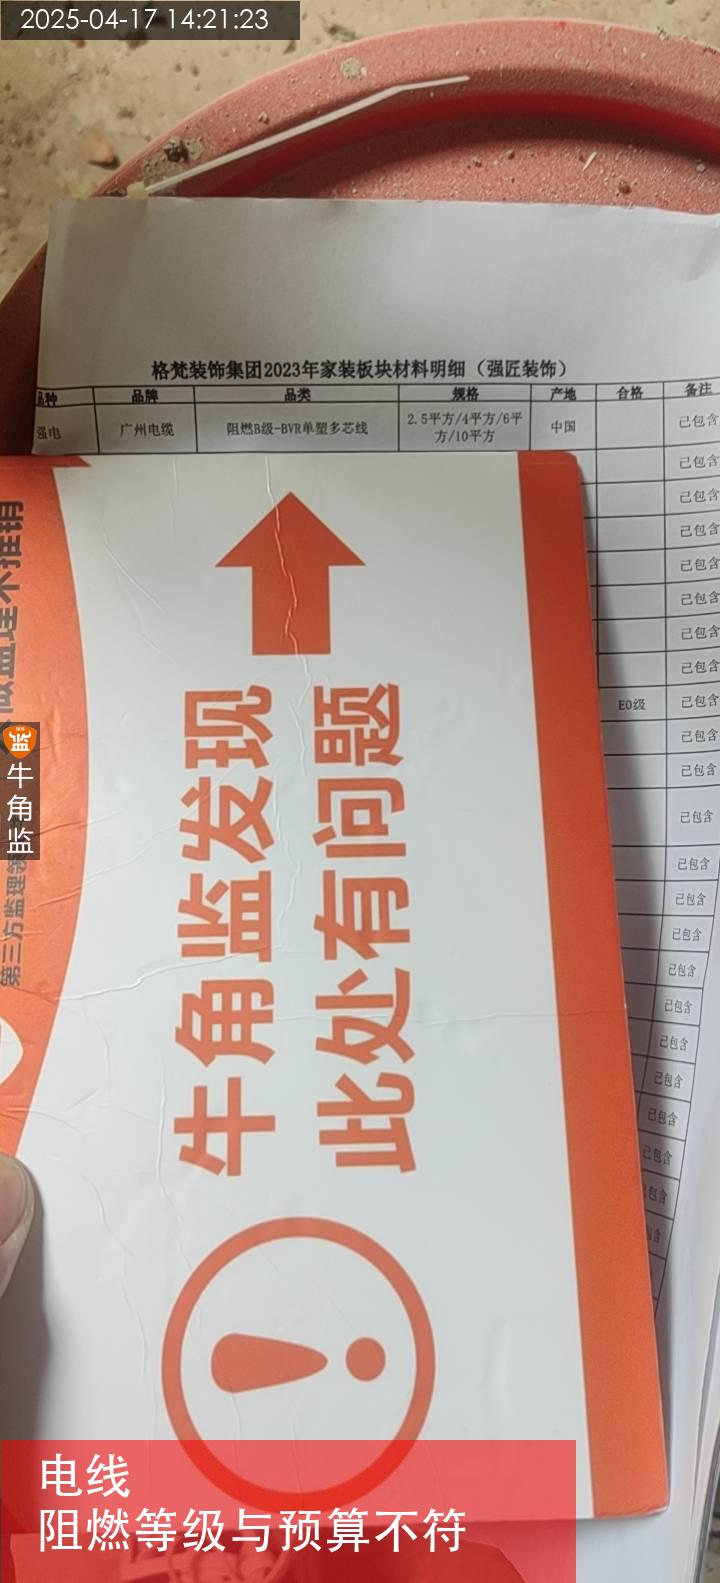 2025-04-17 14:21:23
格梵装饰集团2023年家装板块材料明细（强匠装饰）
品种 品牌 品类 规格 产地 合格 备注
强电 广州电缆 阻燃B级-BVR单塑多芯线 2.5平方/4平方/6平方/10平方 中国 已包含
已包含
已包含
已包含
已包含
已包含
已包含
已包含
E0级 已包含
已包含
已包含
已包含
已包含
已包含
已包含
已包含
已包含
已包含
已包含
已包含
已包含
已包含
牛角监发现
此处有问题
第三方监理
监
牛角监
电线
阻燃等级与预算不符